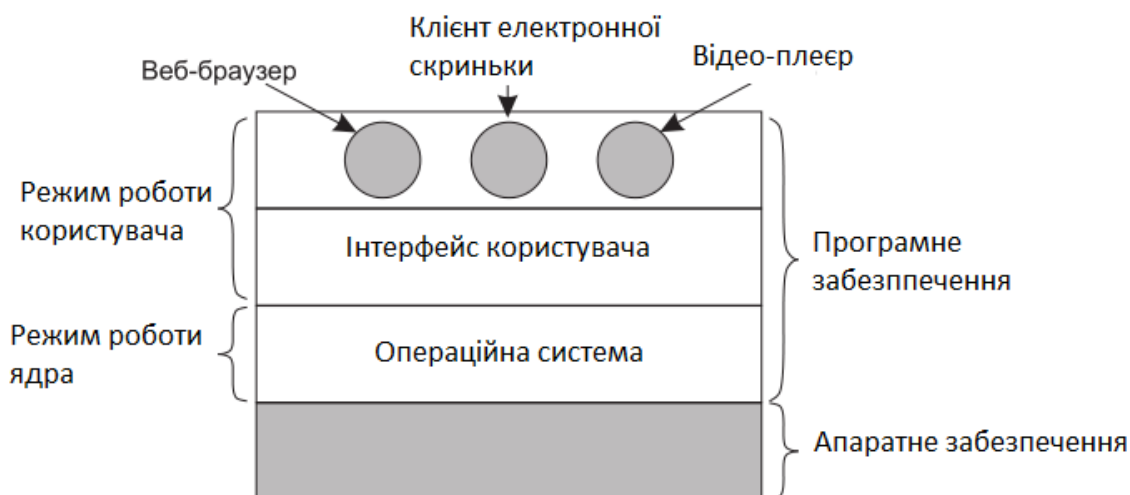 Клієнт електронної
скриньки
Веб-браузер
Відео-плеєр
Режим роботи
користувача
Інтерфейс користувача
Програмне
забезппечення
Режим роботи
ядра
Операційна система
Апаратне забезпечення